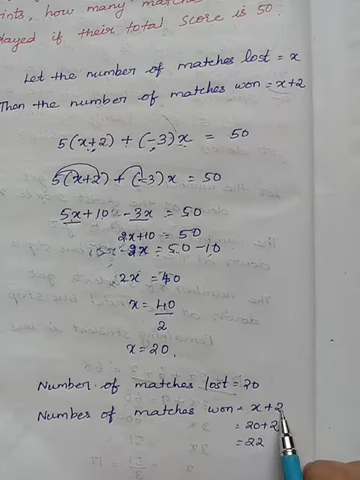 ints, how many matche
layed if their total score is 50
Let the number of matches lost = x
Then the number of matches won = x+2
5(x+2) + (-3)x = 50
5(x+2) + (-3)x = 50
5x+10 -3x = 50
2x+10 = 50
2x = 50-10
2x = 40
x = 40
2
x = 20.
Number of matches lost = 20
Number of matches won = x+2
= 20+2
= 22